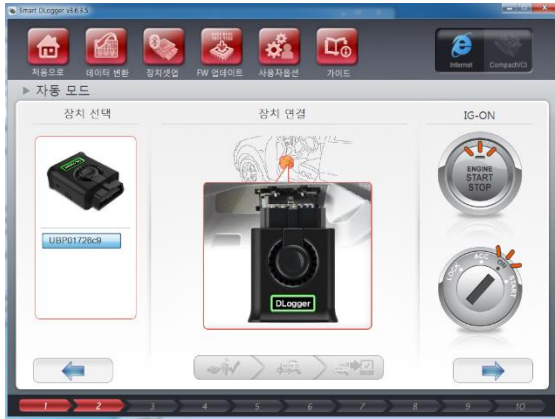 Smart DLogger v3.6.3.5
처음으로
데이터 변환
장치셋업
FW 업데이트
사용자옵션
가이드
Internet
Compact/CI
자동 모드
장치 선택
장치 연결
IG-ON
ENGINE
START
STOP
UBP01726c9
LOCK
ACC
ON
START
DLogger
1
2
3
4
5
6
7
8
9
10